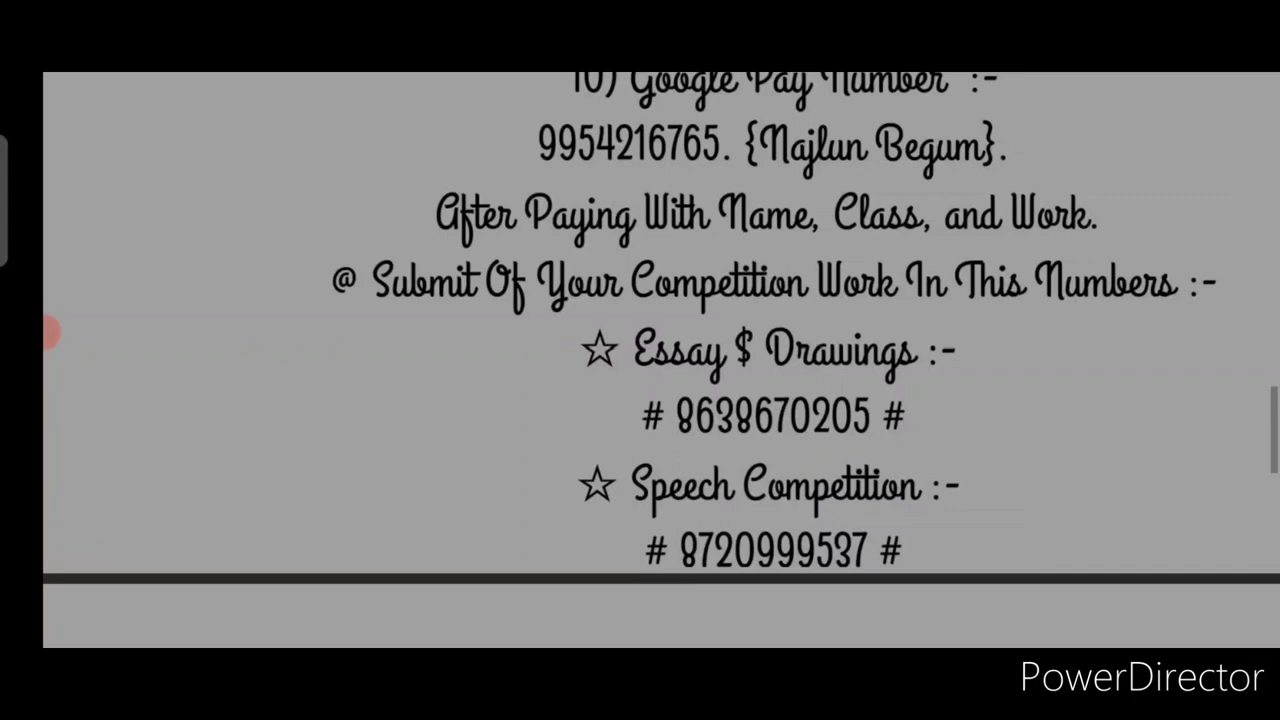 10) Google Pay Number :-
9954216765. {Najlun Begum}.
After Paying With Name, Class, and Work.
@ Submit Of Your Competition Work In This Numbers :-
☆ Essay $ Drawings :-
# 8638670205 #
☆ Speech Competition :-
# 8720999537 #
PowerDirector